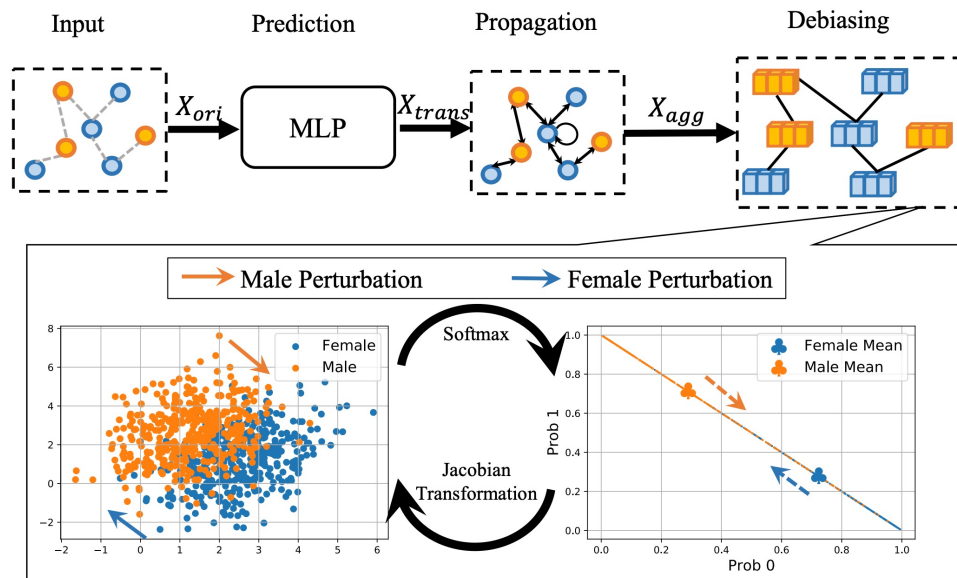 Input
Prediction
Propagation
Debiasing
X_ori
MLP
X_trans
X_agg
Male Perturbation
Female Perturbation
Female
Male
8
6
4
2
0
−2
−2
−1
0
1
2
3
4
5
6
Softmax
Jacobian
Transformation
Female Mean
Male Mean
Prob 1
1.0
0.8
0.6
0.4
0.2
0.0
0.0
0.2
0.4
0.6
0.8
1.0
Prob 0